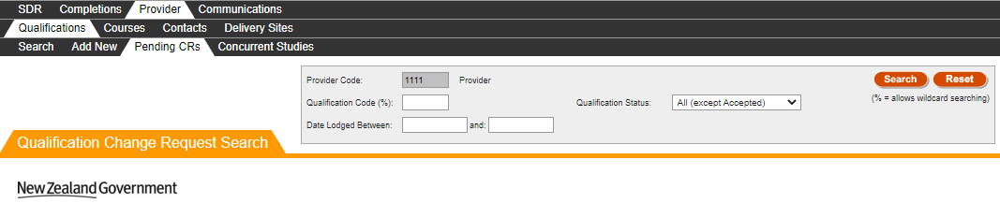 SDR Completions Provider Communications
Qualifications Courses Contacts Delivery Sites
Search Add New Pending CRs Concurrent Studies
Provider Code: 1111 Provider Search Reset
Qualification Code (%): Qualification Status: All (except Accepted) (% = allows wildcard searching)
Date Lodged Between: and:
Qualification Change Request Search
New Zealand Government